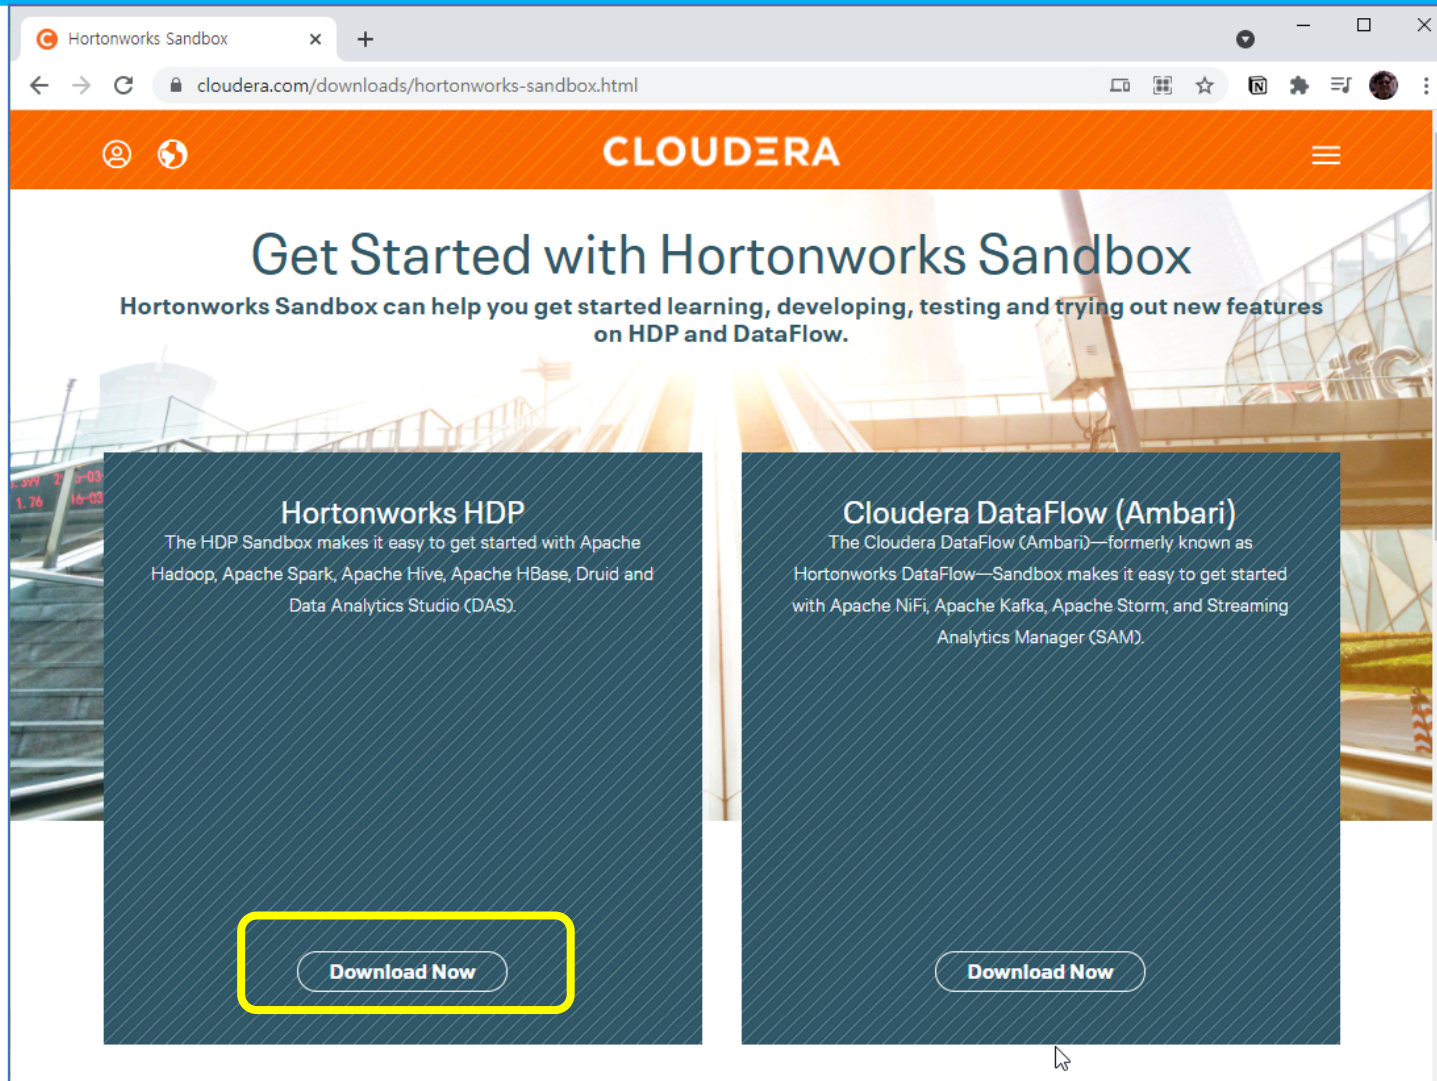 Hortonworks Sandbox
cloudera.com/downloads/hortonworks-sandbox.html
CLOUDERA
Get Started with Hortonworks Sandbox
Hortonworks Sandbox can help you get started learning, developing, testing and trying out new features
on HDP and DataFlow.
1.76
16-03
Hortonworks HDP
The HDP Sandbox makes it easy to get started with Apache
Hadoop, Apache Spark, Apache Hive, Apache HBase, Druid and
Data Analytics Studio (DAS).
Download Now
Cloudera DataFlow (Ambari)
The Cloudera DataFlow (Ambari)—formerly known as
Hortonworks DataFlow—Sandbox makes it easy to get started
with Apache NiFi, Apache Kafka, Apache Storm, and Streaming
Analytics Manager (SAM).
Download Now